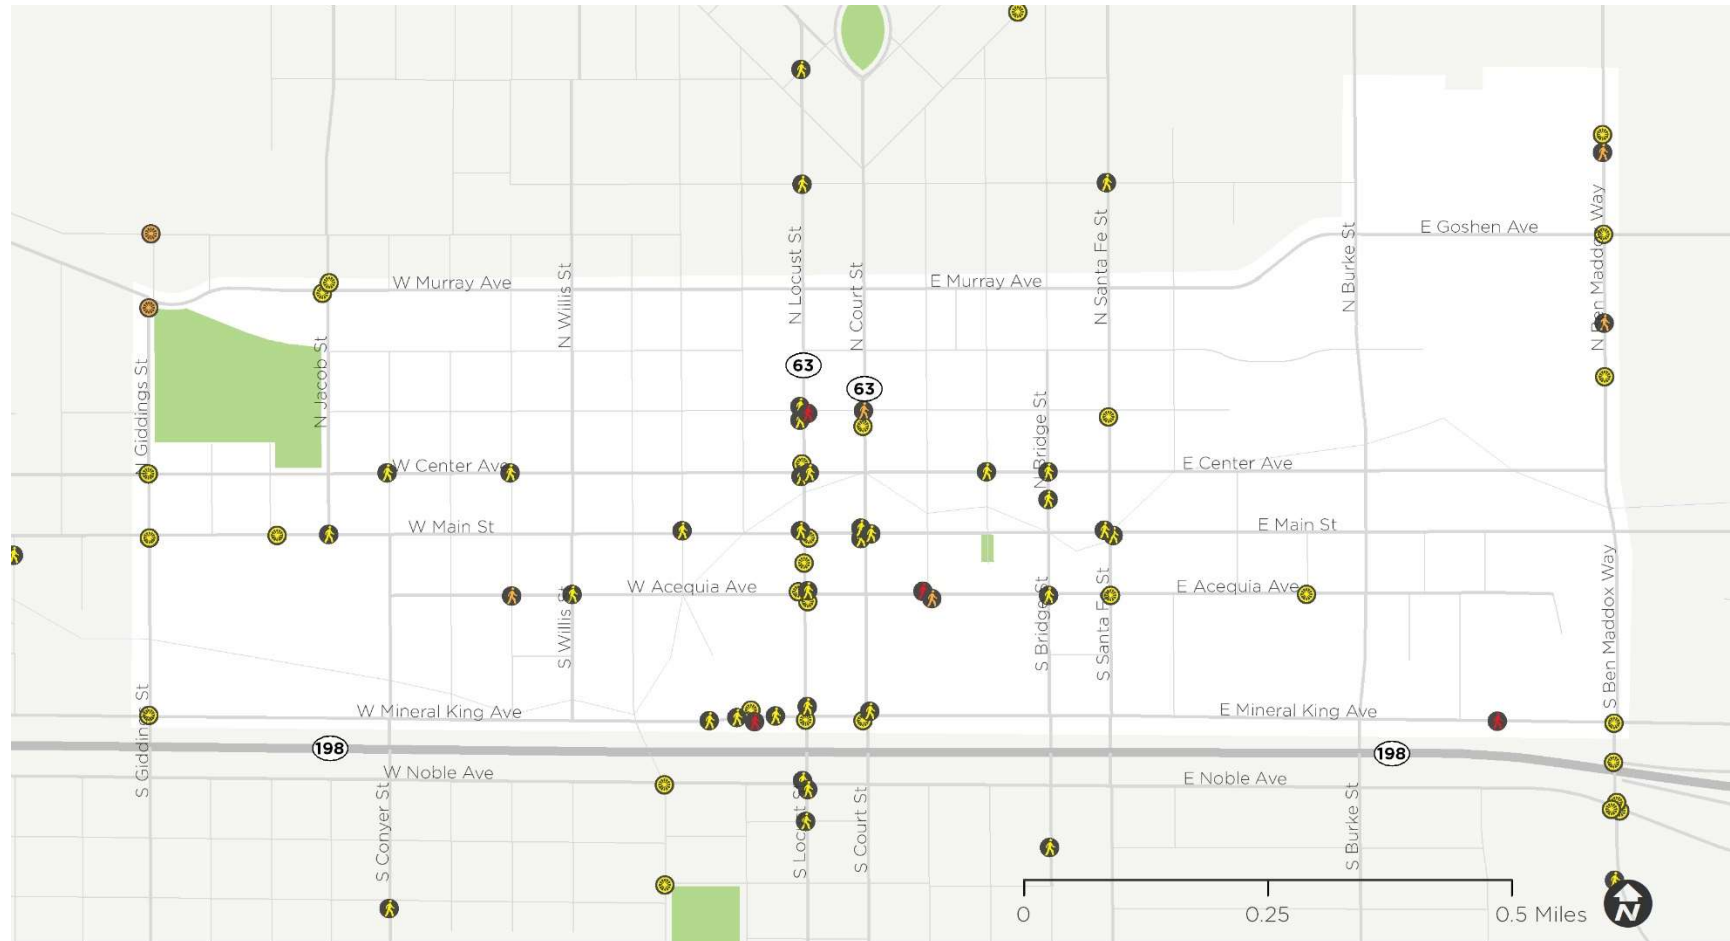 E Goshen Ave
N Ben Maddox Way
N Santa Fe St
N Locust St
N Court St
N Burke St
N Willis St
W Murray Ave
E Murray Ave
N Jacob St
63
63
N Giddings St
N Bridge St
W Center Ave
E Center Ave
W Main St
E Main St
W Acequia Ave
E Acequia Ave
S Willis St
S Bridge St
S Santa Fe St
S Ben Maddox Way
W Mineral King Ave
E Mineral King Ave
S Giddings St
198
198
W Noble Ave
E Noble Ave
S Conyer St
S Locust St
S Court St
S Burke St
0
0.25
0.5 Miles
N